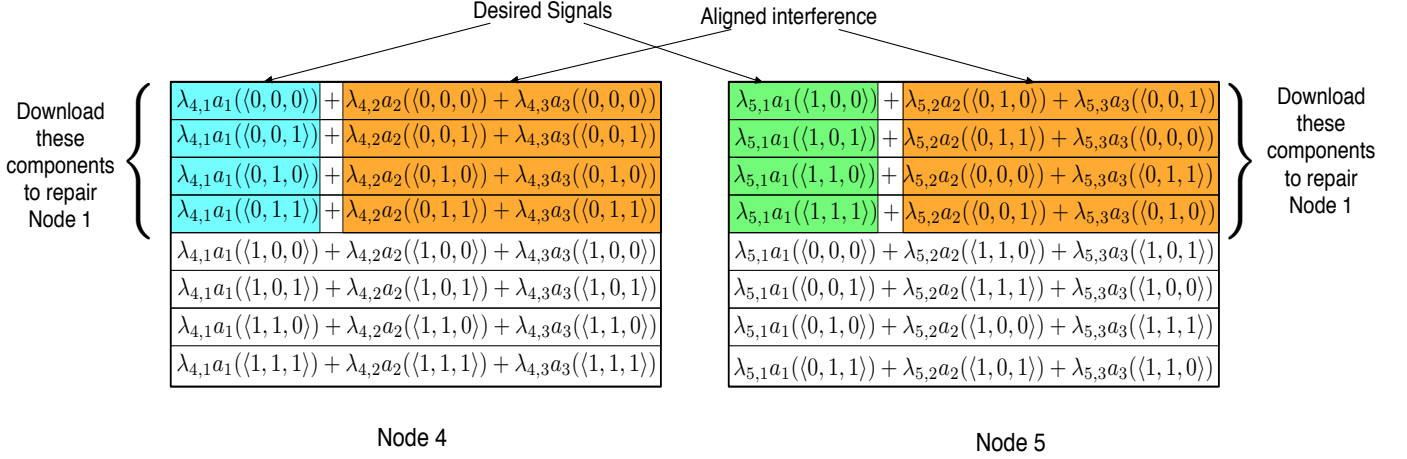 Desired Signals
Aligned interference
Download
these
components
to repair
Node 1
λ4,1a1(⟨0, 0, 0⟩) + λ4,2a2(⟨0, 0, 0⟩) + λ4,3a3(⟨0, 0, 0⟩)
λ4,1a1(⟨0, 0, 1⟩) + λ4,2a2(⟨0, 0, 1⟩) + λ4,3a3(⟨0, 0, 1⟩)
λ4,1a1(⟨0, 1, 0⟩) + λ4,2a2(⟨0, 1, 0⟩) + λ4,3a3(⟨0, 1, 0⟩)
λ4,1a1(⟨0, 1, 1⟩) + λ4,2a2(⟨0, 1, 1⟩) + λ4,3a3(⟨0, 1, 1⟩)
λ4,1a1(⟨1, 0, 0⟩) + λ4,2a2(⟨1, 0, 0⟩) + λ4,3a3(⟨1, 0, 0⟩)
λ4,1a1(⟨1, 0, 1⟩) + λ4,2a2(⟨1, 0, 1⟩) + λ4,3a3(⟨1, 0, 1⟩)
λ4,1a1(⟨1, 1, 0⟩) + λ4,2a2(⟨1, 1, 0⟩) + λ4,3a3(⟨1, 1, 0⟩)
λ4,1a1(⟨1, 1, 1⟩) + λ4,2a2(⟨1, 1, 1⟩) + λ4,3a3(⟨1, 1, 1⟩)
Node 4
λ5,1a1(⟨1, 0, 0⟩) + λ5,2a2(⟨0, 1, 0⟩) + λ5,3a3(⟨0, 0, 1⟩)
λ5,1a1(⟨1, 0, 1⟩) + λ5,2a2(⟨0, 1, 1⟩) + λ5,3a3(⟨0, 0, 0⟩)
λ5,1a1(⟨1, 1, 0⟩) + λ5,2a2(⟨0, 0, 0⟩) + λ5,3a3(⟨0, 1, 1⟩)
λ5,1a1(⟨1, 1, 1⟩) + λ5,2a2(⟨0, 0, 1⟩) + λ5,3a3(⟨0, 1, 0⟩)
λ5,1a1(⟨0, 0, 0⟩) + λ5,2a2(⟨1, 1, 0⟩) + λ5,3a3(⟨1, 0, 1⟩)
λ5,1a1(⟨0, 0, 1⟩) + λ5,2a2(⟨1, 1, 1⟩) + λ5,3a3(⟨1, 0, 0⟩)
λ5,1a1(⟨0, 1, 0⟩) + λ5,2a2(⟨1, 0, 0⟩) + λ5,3a3(⟨1, 1, 1⟩)
λ5,1a1(⟨0, 1, 1⟩) + λ5,2a2(⟨1, 0, 1⟩) + λ5,3a3(⟨1, 1, 0⟩)
Node 5
Download
these
components
to repair
Node 1